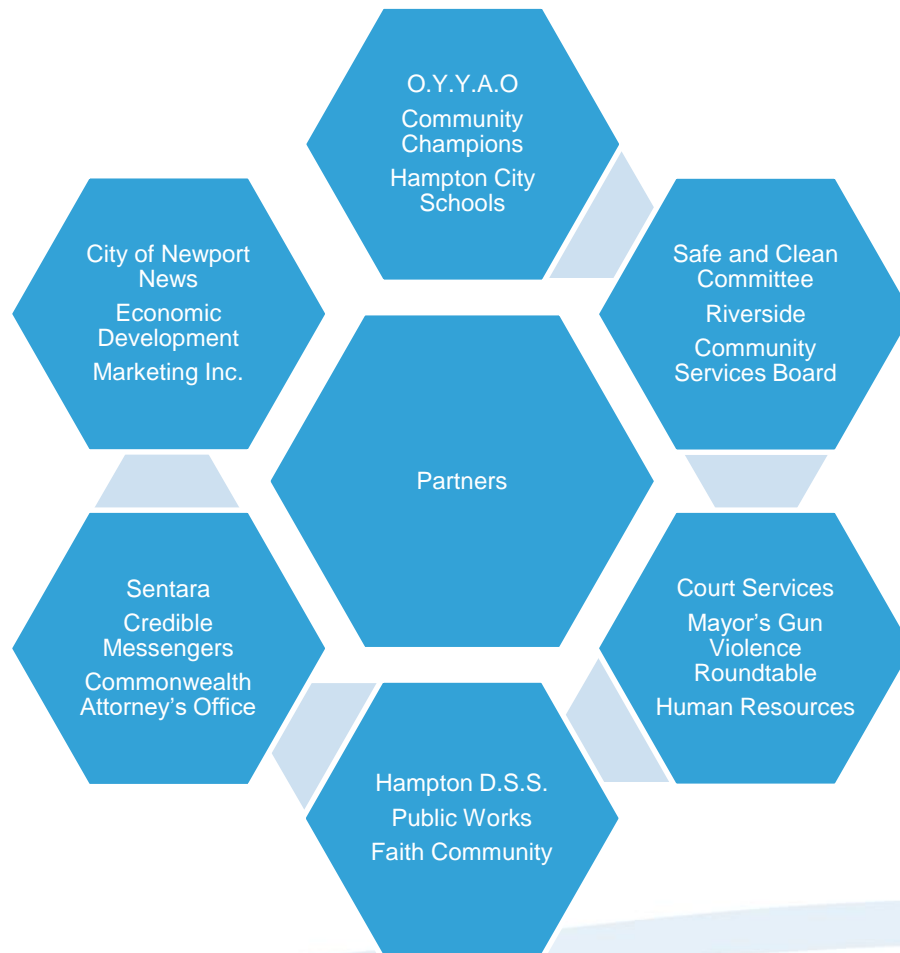 O.Y.Y.A.O
Community
Champions
Hampton City
Schools
Safe and Clean
Committee
Riverside
Community
Services Board
Court Services
Mayor’s Gun
Violence
Roundtable
Human Resources
Hampton D.S.S.
Public Works
Faith Community
Sentara
Credible
Messengers
Commonwealth
Attorney’s Office
City of Newport
News
Economic
Development
Marketing Inc.
Partners